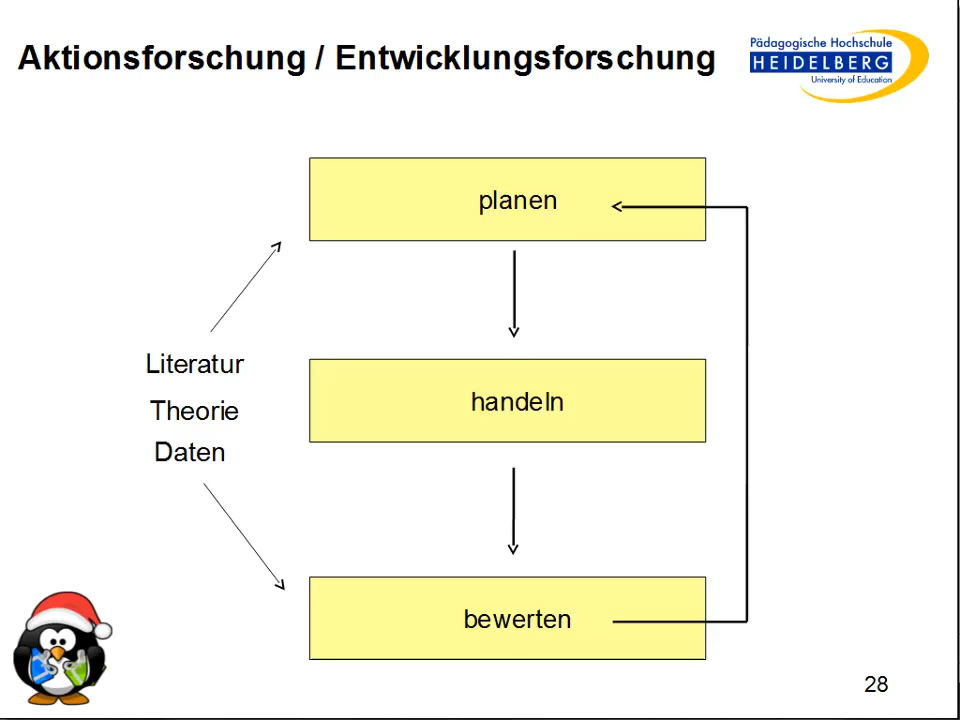 Aktionsforschung / Entwicklungsforschung
Pädagogische Hochschule
HEIDELBERG
University of Education
planen
Literatur
Theorie
Daten
handeln
bewerten
28